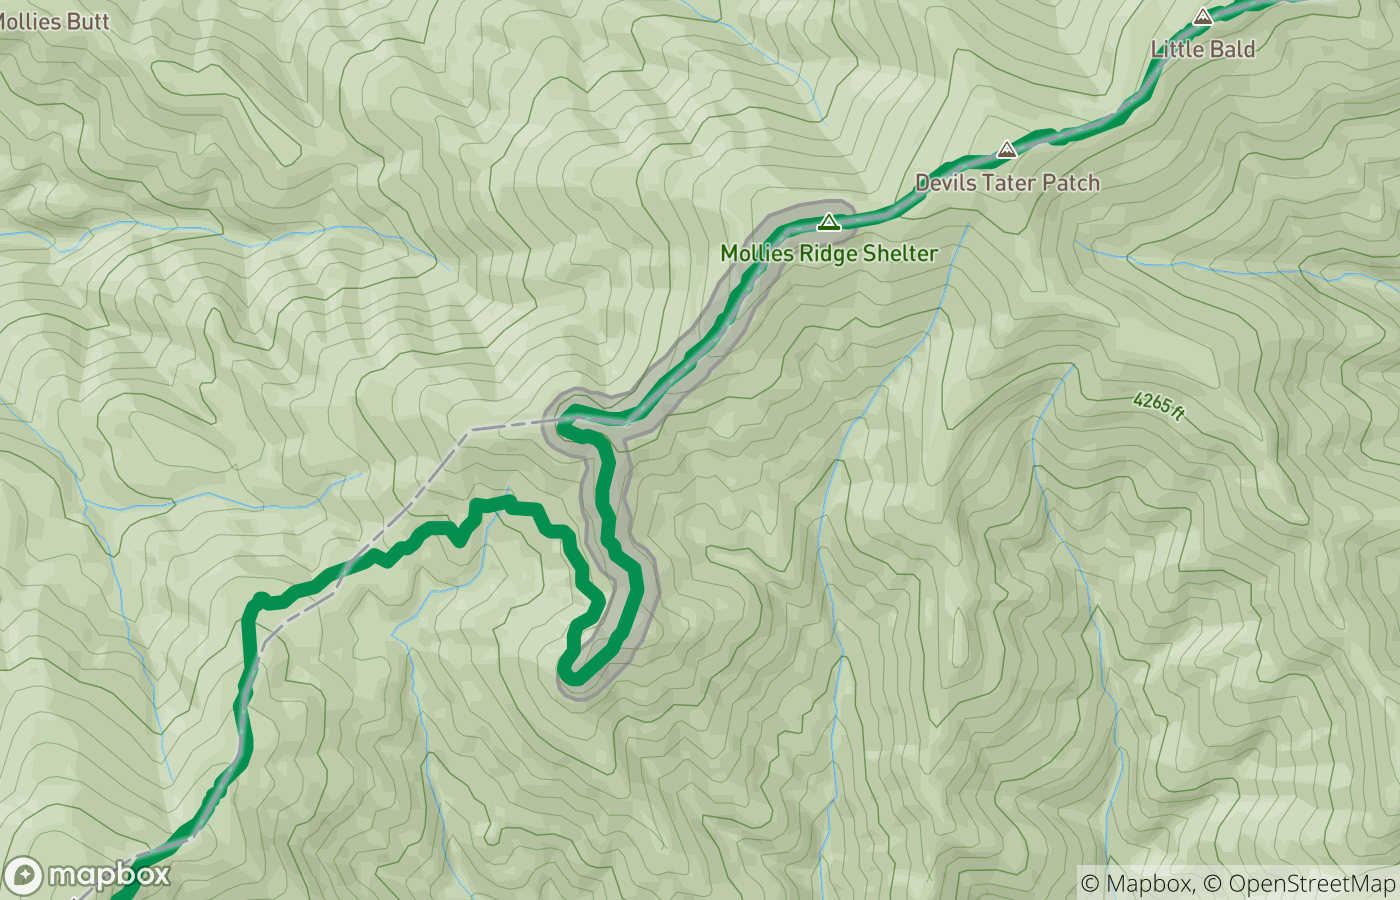 Mollies Butt
Little Bald
Devils Tater Patch
Mollies Ridge Shelter
4265 ft
mapbox
© Mapbox, © OpenStreetMap